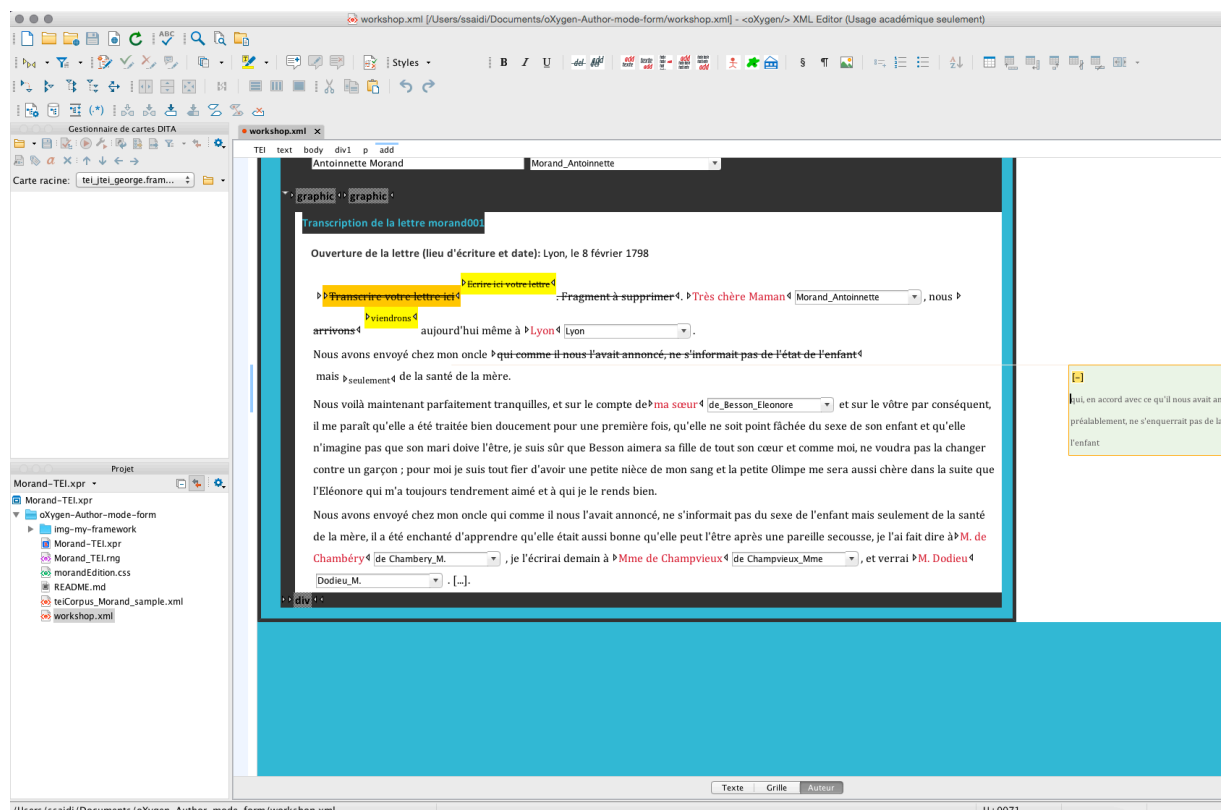 workshop.xml [/Users/ssaidi/Documents/oXygen-Author-mode-form/workshop.xml] - <oXygen/> XML Editor (Usage académique seulement)
ABC
Styles
B I U
§ ¶
(.*)
Gestionnaire de cartes DITA
workshop.xml ×
TEI text body div1 p add
Carte racine: tei_jtei_george.fram...
Antoinnette Morand Morand_Antoinnette
graphic graphic
Transcription de la lettre morand001
Ouverture de la lettre (lieu d'écriture et date): Lyon, le 8 février 1798
Transcrire votre lettre ici Ecrire ici votre lettre . Fragment à supprimer. Très chère Maman Morand_Antoinnette , nous
arrivons viendrons aujourd'hui même à Lyon Lyon .
Nous avons envoyé chez mon oncle qui comme il nous l'avait annoncé, ne s'informait pas de l'état de l'enfant
mais seulement de la santé de la mère.
[-]
qui, en accord avec ce qu'il nous avait an
préalablement, ne s'enquerrait pas de la
l'enfant
Nous voilà maintenant parfaitement tranquilles, et sur le compte de ma sœur de_Besson_Eleonore et sur le vôtre par conséquent,
il me paraît qu'elle a été traitée bien doucement pour une première fois, qu'elle ne soit point fâchée du sexe de son enfant et qu'elle
n'imagine pas que son mari doive l'être, je suis sûr que Besson aimera sa fille de tout son cœur et comme moi, ne voudra pas la changer
contre un garçon ; pour moi je suis tout fier d'avoir une petite nièce de mon sang et la petite Olimpe me sera aussi chère dans la suite que
l'Eléonore qui m'a toujours tendrement aimé et à qui je le rends bien.
Nous avons envoyé chez mon oncle qui comme il nous l'avait annoncé, ne s'informait pas du sexe de l'enfant mais seulement de la santé
de la mère, il a été enchanté d'apprendre qu'elle était aussi bonne qu'elle peut l'être après une pareille secousse, je l'ai fait dire à M. de
Chambéry de Chambery_M. , je l'écrirai demain à Mme de Champvieux de Champvieux_Mme , et verrai M. Dodieu
Dodieu_M. . [...].
div
Projet
Morand-TEI.xpr
Morand-TEI.xpr
oXygen-Author-mode-form
img-my-framework
Morand-TEI.xpr
Morand_TEI.rng
morandEdition.css
README.md
teiCorpus_Morand_sample.xml
workshop.xml
Texte Grille Auteur
/Users/ssaidi/Documents/oXygen-Author-mode-form/workshop.xml U+0071